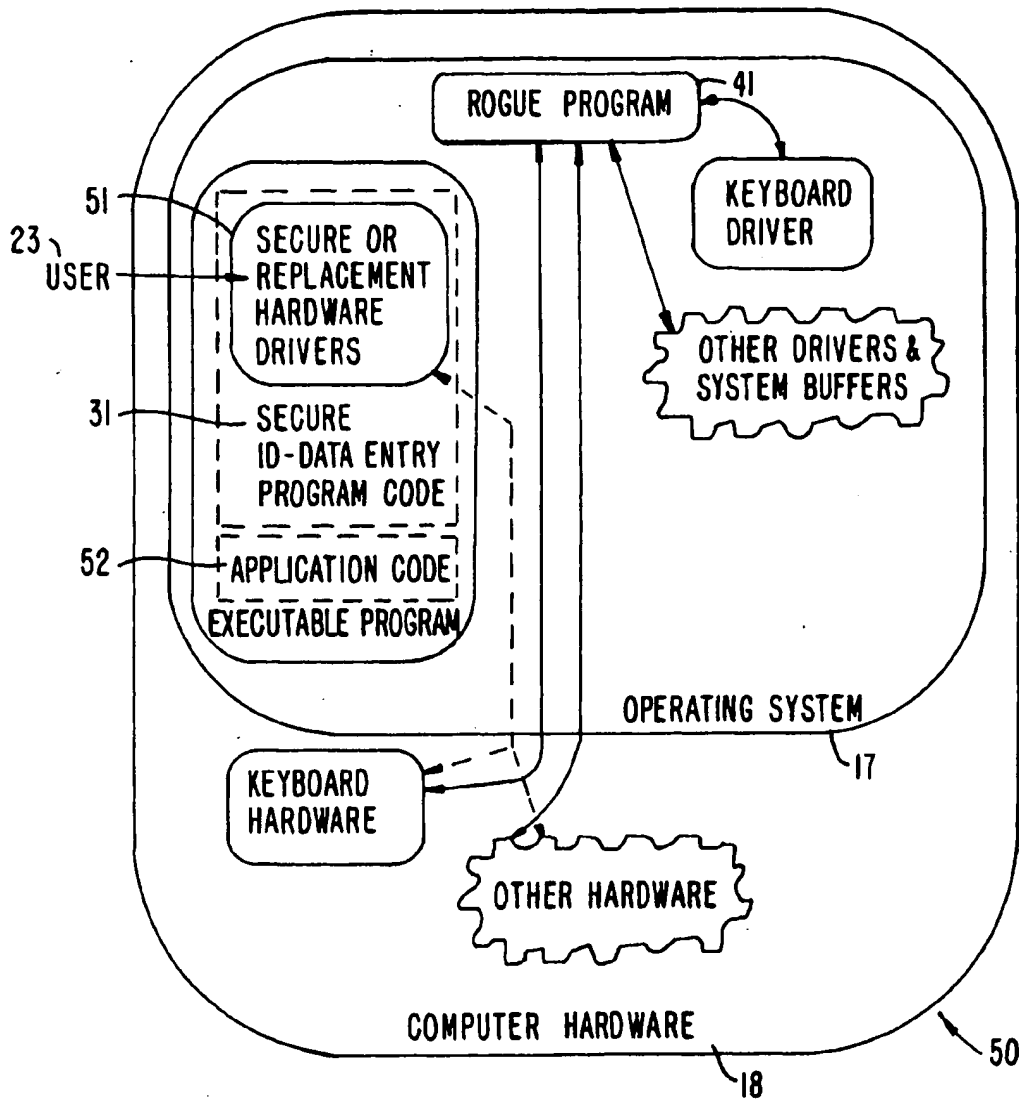 ROGUE PROGRAM
41
KEYBOARD
DRIVER
51
23
USER
SECURE OR
REPLACEMENT
HARDWARE
DRIVERS
OTHER DRIVERS &
SYSTEM BUFFERS
31
SECURE
ID-DATA ENTRY
PROGRAM CODE
52
APPLICATION CODE
EXECUTABLE PROGRAM
OPERATING SYSTEM
17
KEYBOARD
HARDWARE
OTHER HARDWARE
COMPUTER HARDWARE
18
50